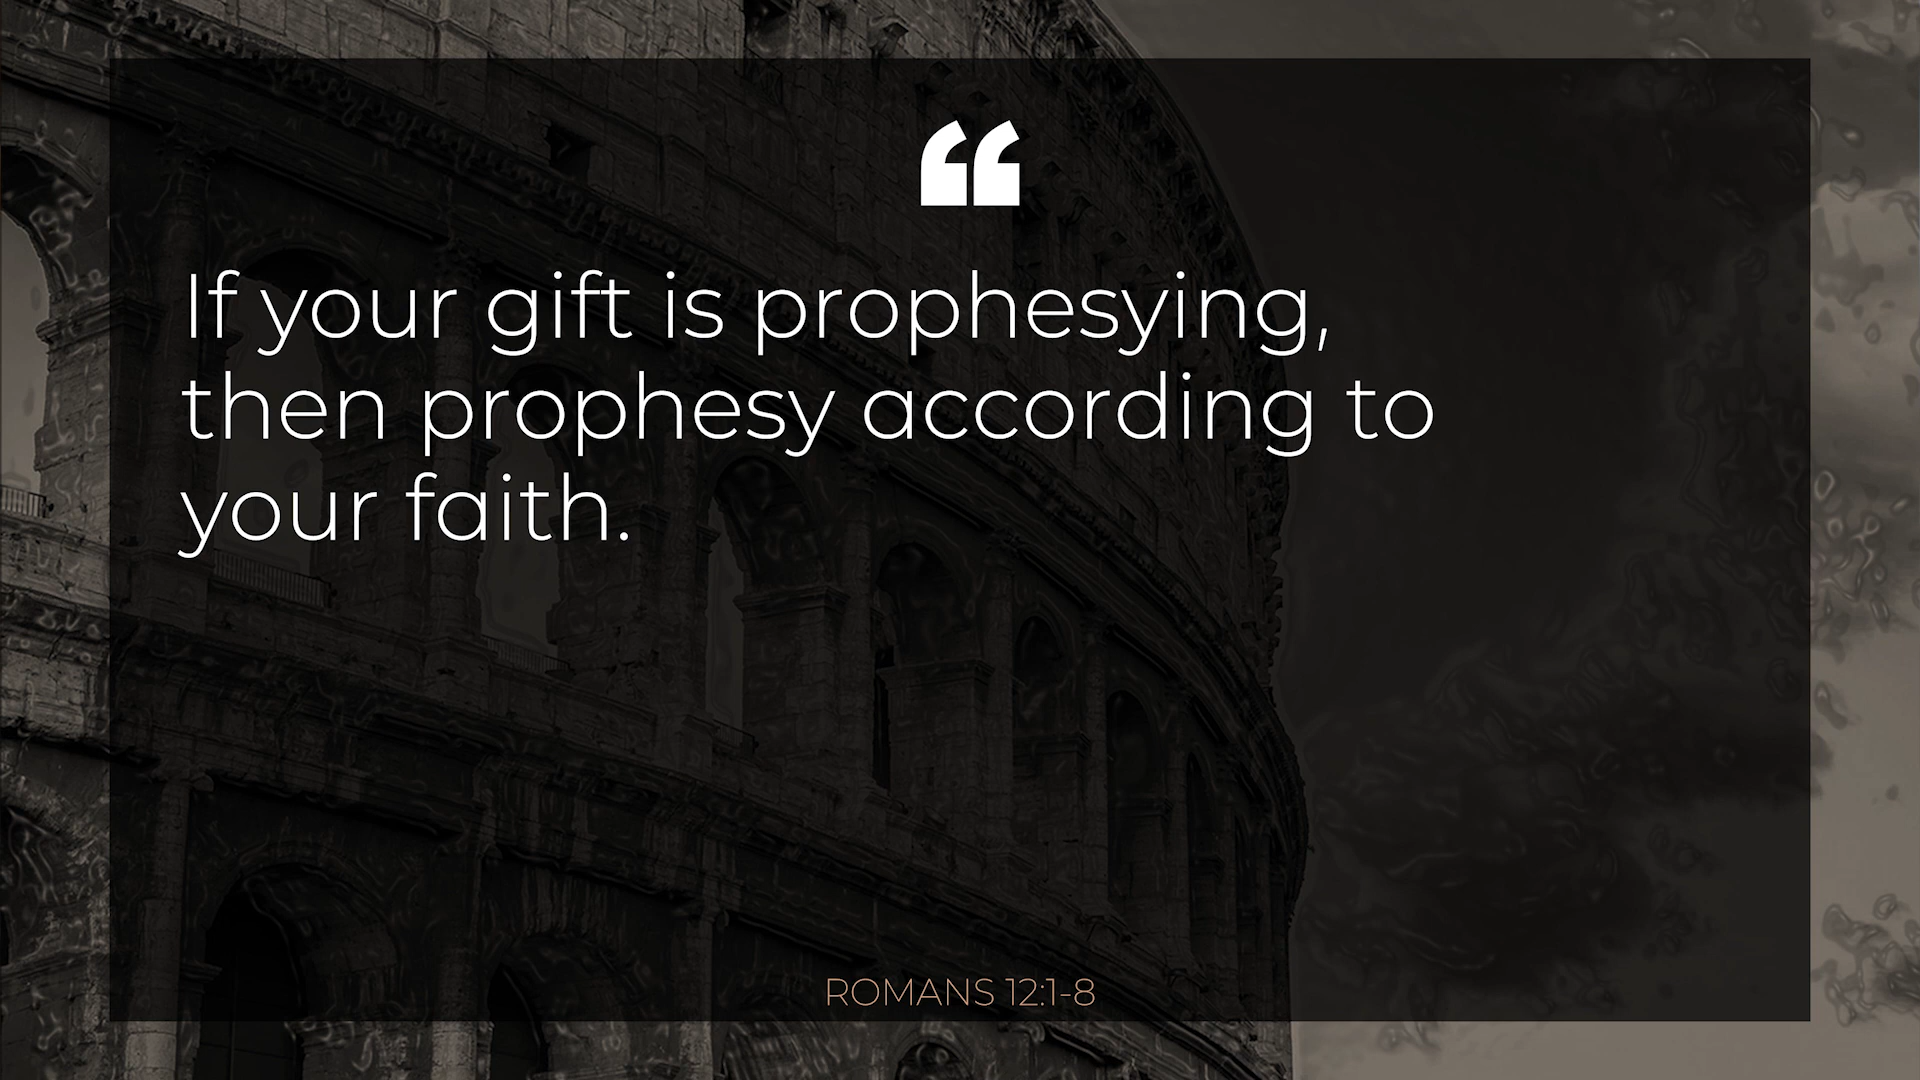 “
If your gift is prophesying,
then prophesy according to
your faith.
ROMANS 12:1-8